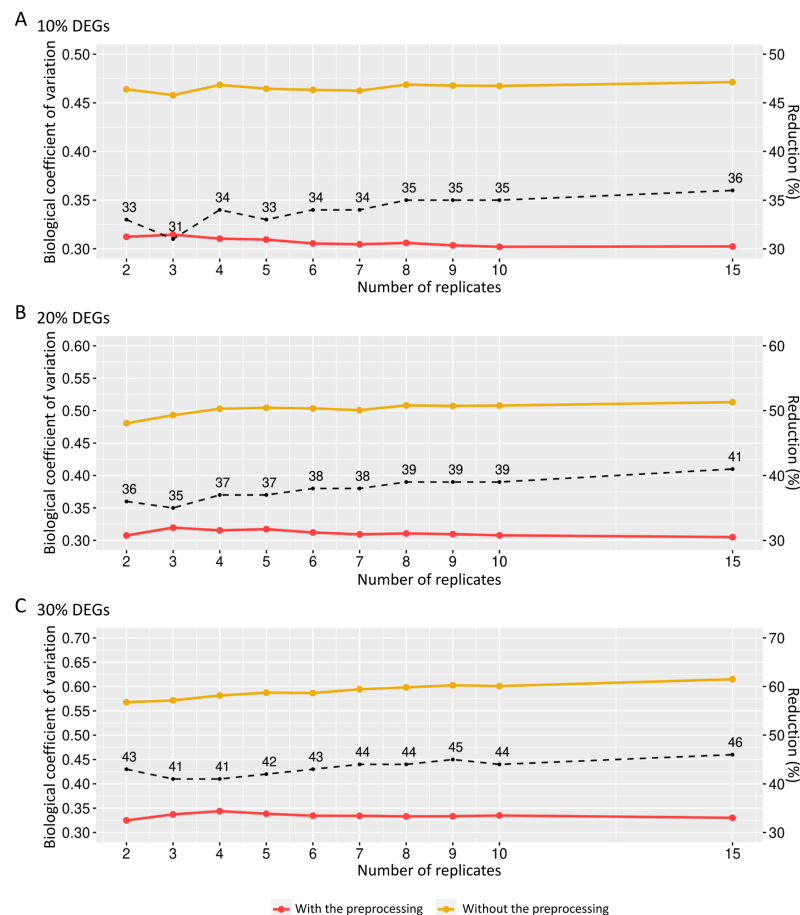 A 10% DEGs
Biological coefficient of variation
0.50
0.45
0.40
0.35
0.30
33 31 34 33 34 34 35 35 35 36
50
45
40
35
30
Reduction (%)
2 3 4 5 6 7 8 9 10 15
Number of replicates
B 20% DEGs
Biological coefficient of variation
0.60
0.55
0.50
0.45
0.40
0.35
0.30
36 35 37 37 38 38 39 39 39 41
60
50
40
30
Reduction (%)
2 3 4 5 6 7 8 9 10 15
Number of replicates
C 30% DEGs
Biological coefficient of variation
0.70
0.65
0.60
0.55
0.50
0.45
0.40
0.35
0.30
43 41 41 42 43 44 44 45 44 46
70
60
50
40
30
Reduction (%)
2 3 4 5 6 7 8 9 10 15
Number of replicates
With the preprocessing Without the preprocessing